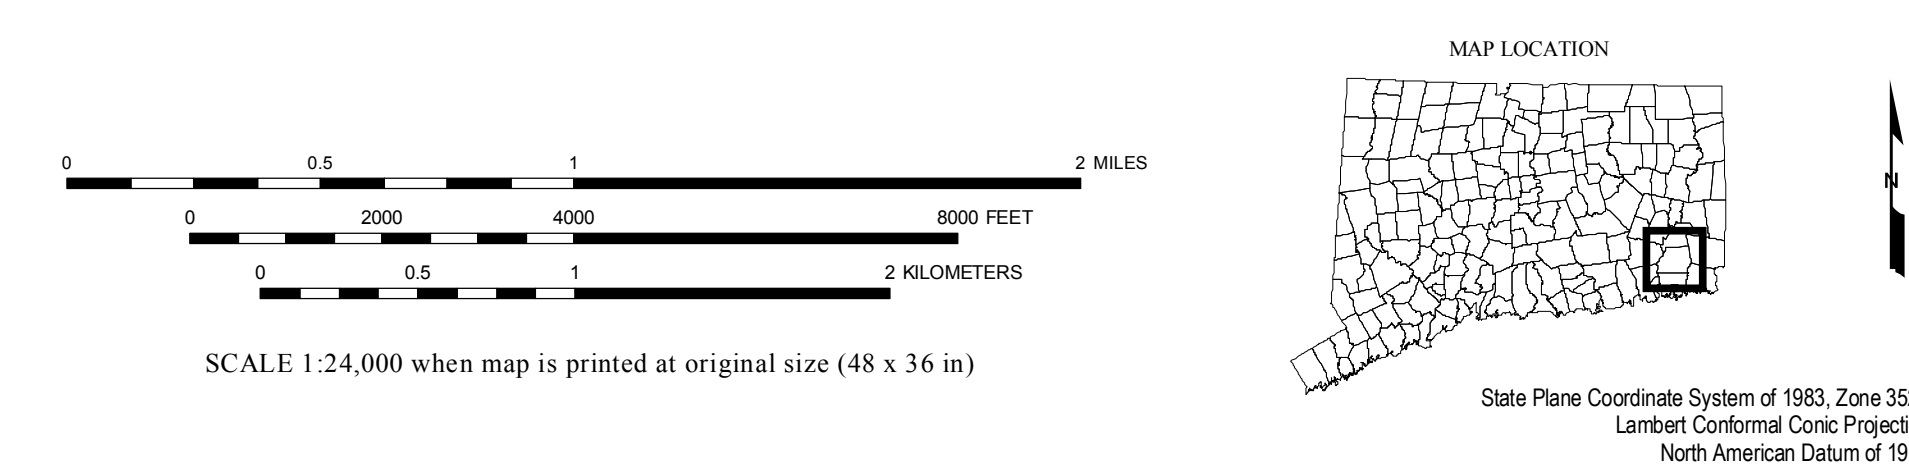 MAP LOCATION
0 0.5 1 2 MILES
0 2000 4000 8000 FEET
0 0.5 1 2 KILOMETERS
N
SCALE 1:24,000 when map is printed at original size (48 x 36 in)
State Plane Coordinate System of 1983, Zone
Lambert Conformal Conic
North American Datum of